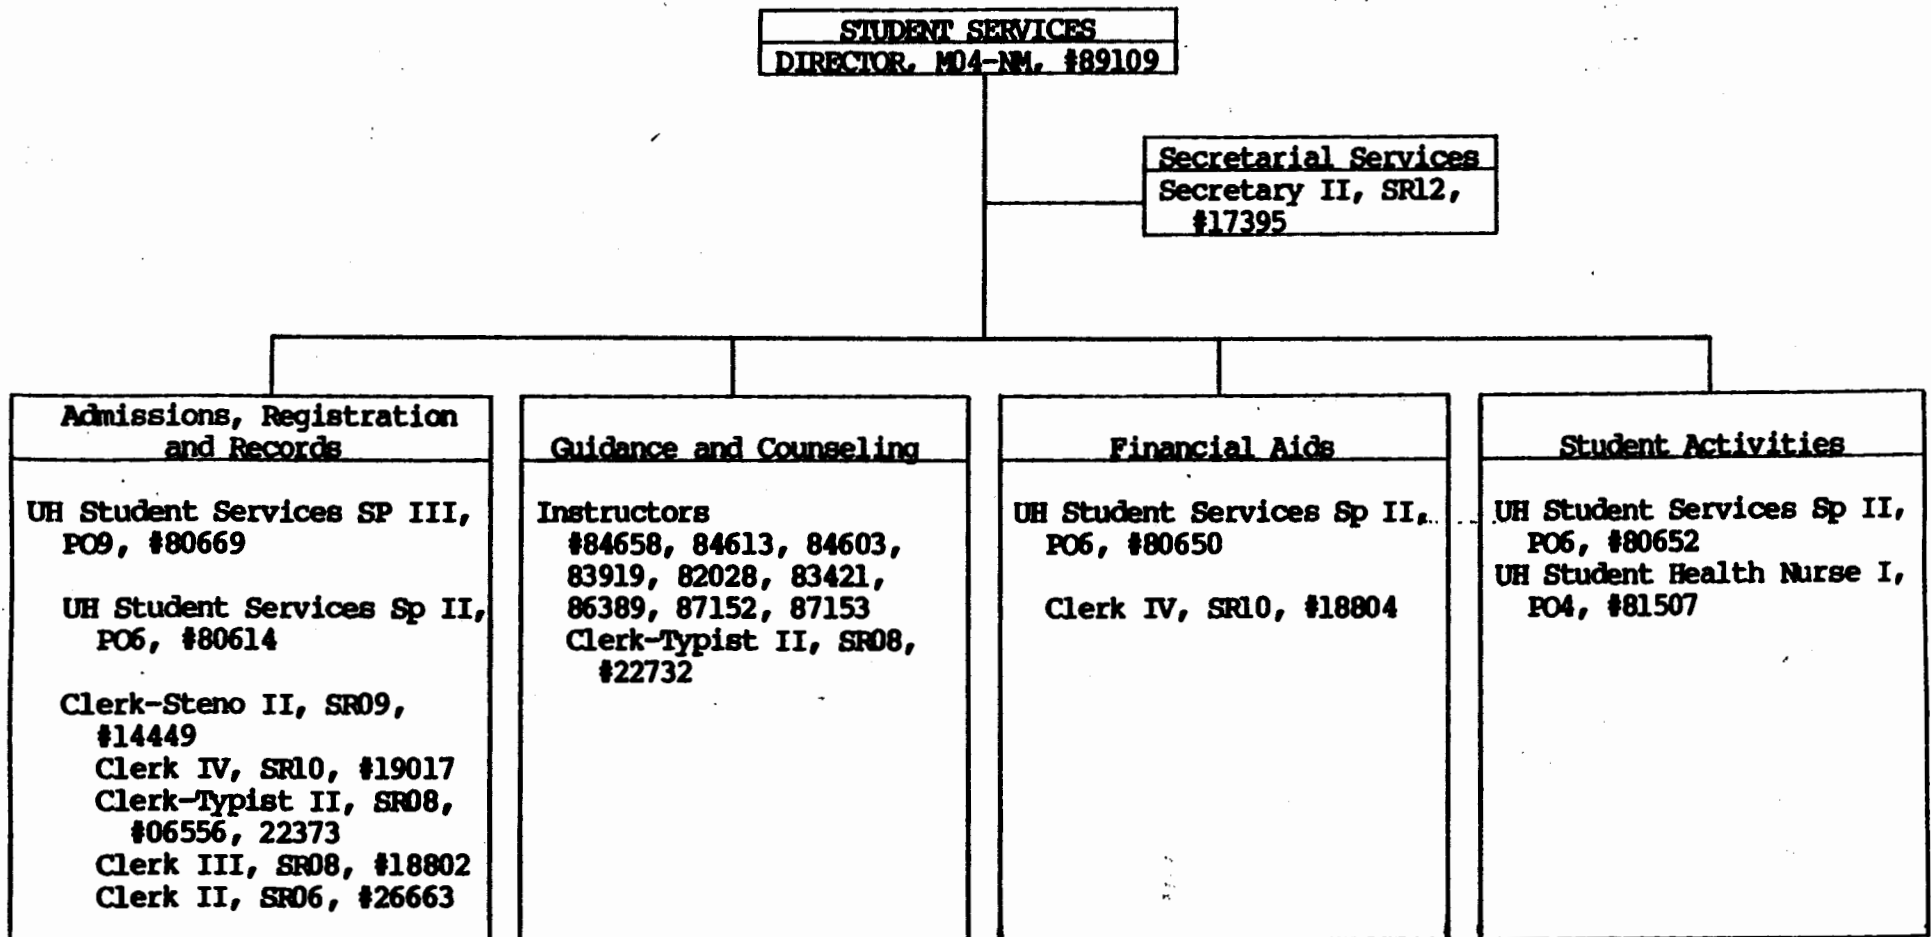 STUDENT SERVICES
DIRECTOR, M04-NM, #89109
Secretarial Services
Secretary II, SR12,
#17395
Admissions, Registration
and Records
UH Student Services SP III,
PO9, #80669
UH Student Services Sp II,
PO6, #80614
Clerk-Steno II, SR09,
#14449
Clerk IV, SR10, #19017
Clerk-Typist II, SR08,
#06556, 22373
Clerk III, SR08, #18802
Clerk II, SR06, #26663
Guidance and Counseling
Instructors
#84658, 84613, 84603,
83919, 82028, 83421,
86389, 87152, 87153
Clerk-Typist II, SR08,
#22732
Financial Aids
UH Student Services Sp II,
PO6, #80650
Clerk IV, SR10, #18804
Student Activities
UH Student Services Sp II,
PO6, #80652
UH Student Health Nurse I,
PO4, #81507